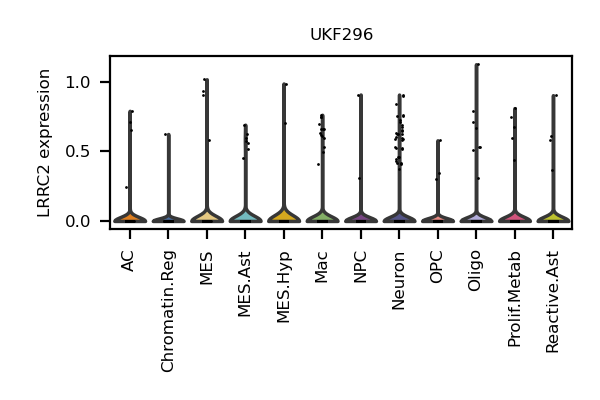 UKF296
LRRC2 expression
1.0
0.5
0.0
AC
Chromatin.Reg
MES
MES.Ast
MES.Hyp
Mac
NPC
Neuron
OPC
Oligo
Prolif.Metab
Reactive.Ast